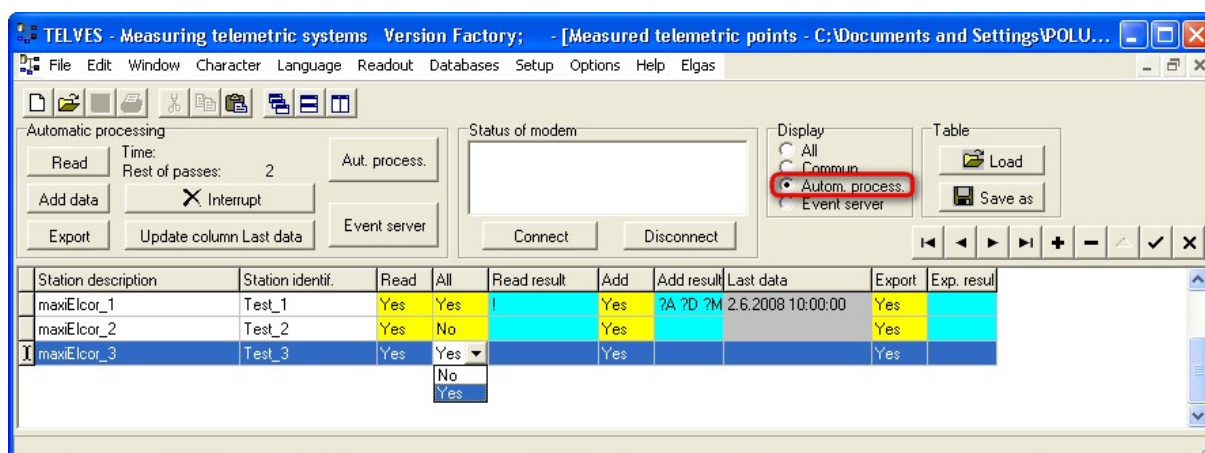 TELVES - Measuring telemetric systems Version Factory; - [Measured telemetric points - C:\Documents and Settings\POLU...
File Edit Window Character Language Readout Databases Setup Options Help Elgas
Automatic processing
Read
Time:
Rest of passes: 2
Aut. process.
Add data
Interrupt
Export
Update column Last data
Event server
Status of modem
Connect
Disconnect
Display
All
Commun
Autom. process.
Event server
Table
Load
Save as
Station description Station identif. Read All Read result Add Add result Last data Export Exp. resul
maxiElcor_1 Test_1 Yes Yes ! Yes ?A ?D ?M 2.6.2008 10:00:00 Yes
maxiElcor_2 Test_2 Yes No Yes Yes
maxiElcor_3 Test_3 Yes Yes Yes Yes
No
Yes